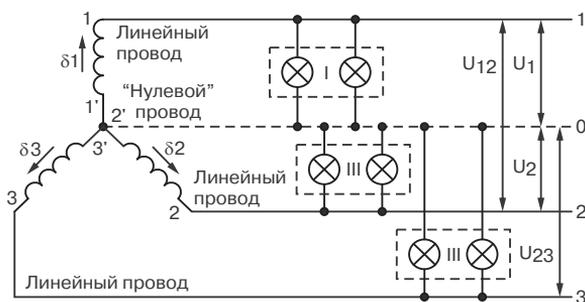 1
Линейный
провод
δ1
I
U12
U1
1
1'
"Нулевой"
провод
2'
0
3'
δ3
δ2
III
U2
3
Линейный
провод
2
2
III
U23
Линейный провод
3